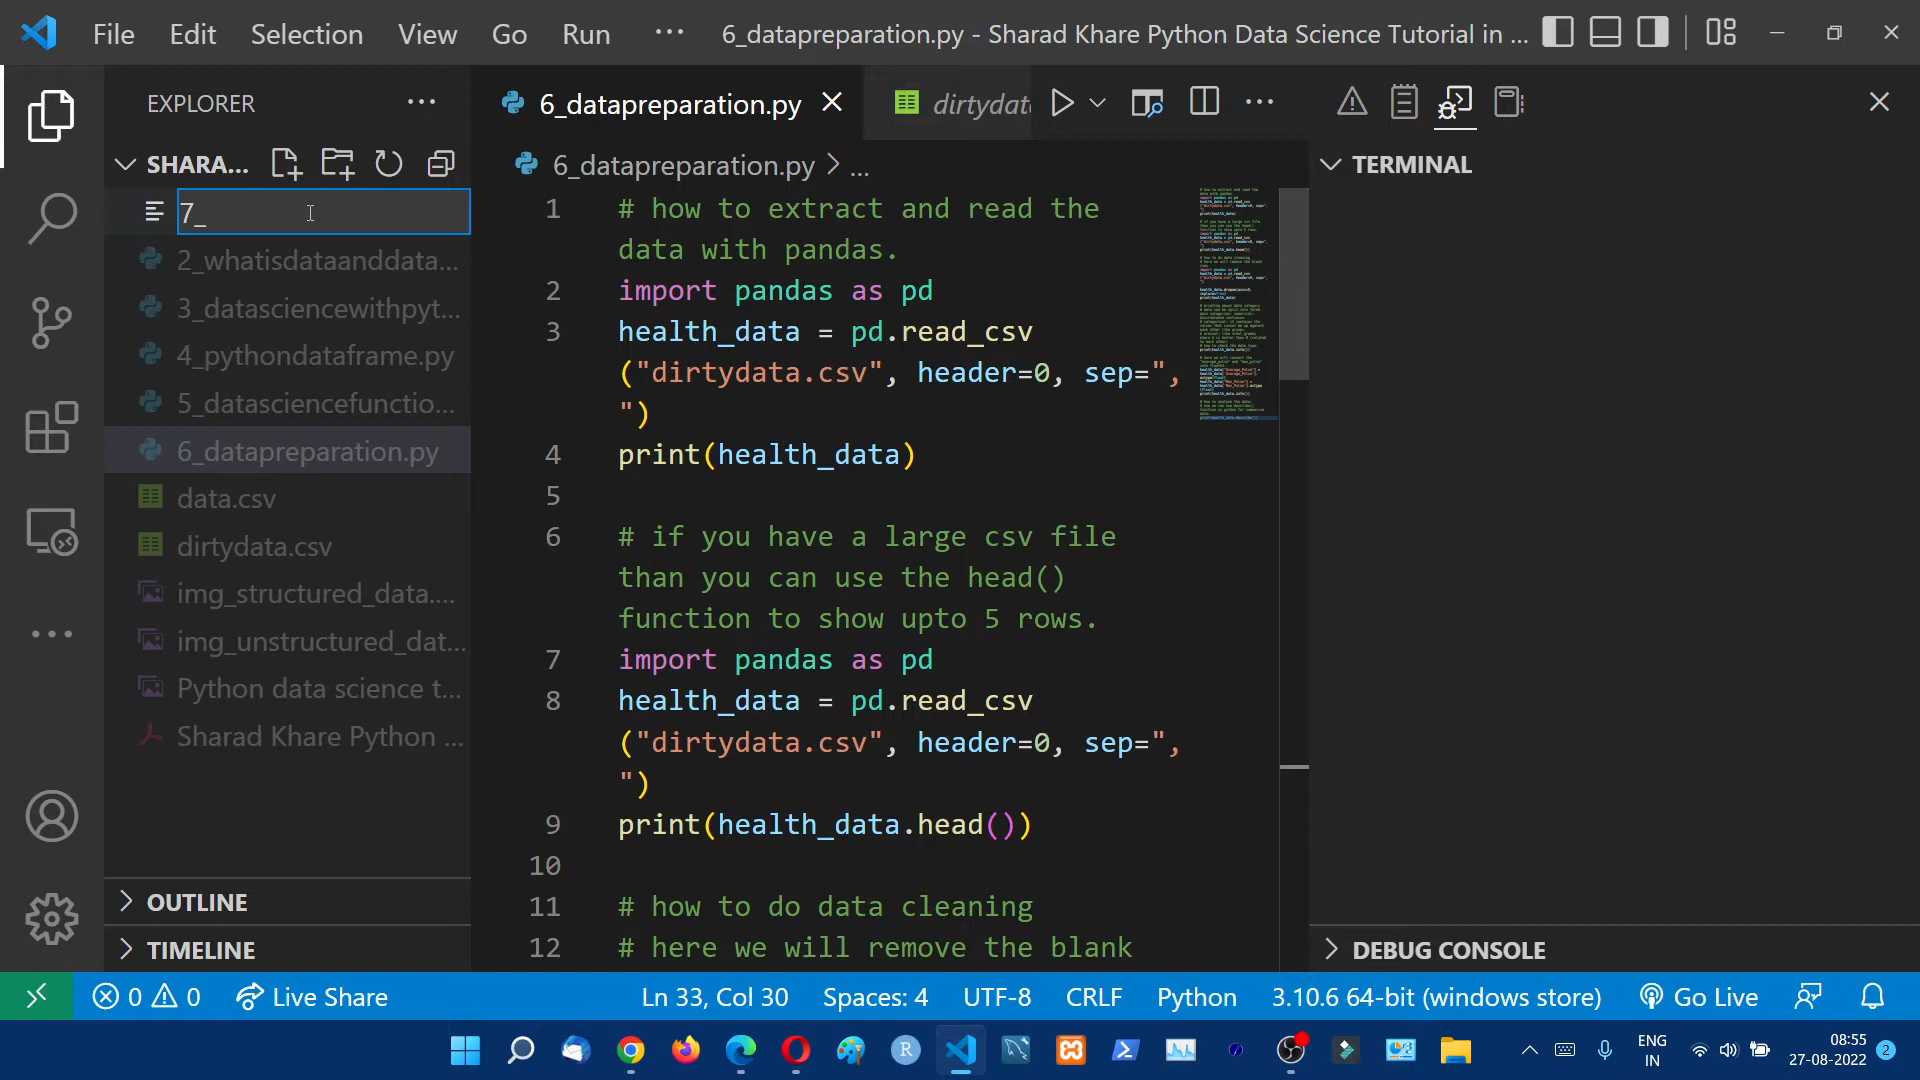 File Edit Selection View Go Run ... 6_datapreparation.py - Sharad Khare Python Data Science Tutorial in ...
EXPLORER
SHARA...
7_
2_whatisdataanddata...
3_datasciencewithpyt...
4_pythondataframe.py
5_datasciencefunctio...
6_datapreparation.py
data.csv
dirtydata.csv
img_structured_data....
img_unstructured_dat...
Python data science t...
Sharad Khare Python ...
OUTLINE
TIMELINE
6_datapreparation.py dirtydat
6_datapreparation.py > ...
1 # how to extract and read the
data with pandas.
2 import pandas as pd
3 health_data = pd.read_csv
("dirtydata.csv", header=0, sep=",
")
4 print(health_data)
5
6 # if you have a large csv file
than you can use the head()
function to show upto 5 rows.
7 import pandas as pd
8 health_data = pd.read_csv
("dirtydata.csv", header=0, sep=",
")
9 print(health_data.head())
10
11 # how to do data cleaning
12 # here we will remove the blank
TERMINAL
DEBUG CONSOLE
0 0 Live Share Ln 33, Col 30 Spaces: 4 UTF-8 CRLF Python 3.10.6 64-bit (windows store) Go Live
R ENG
IN
08:55
27-08-2022 2